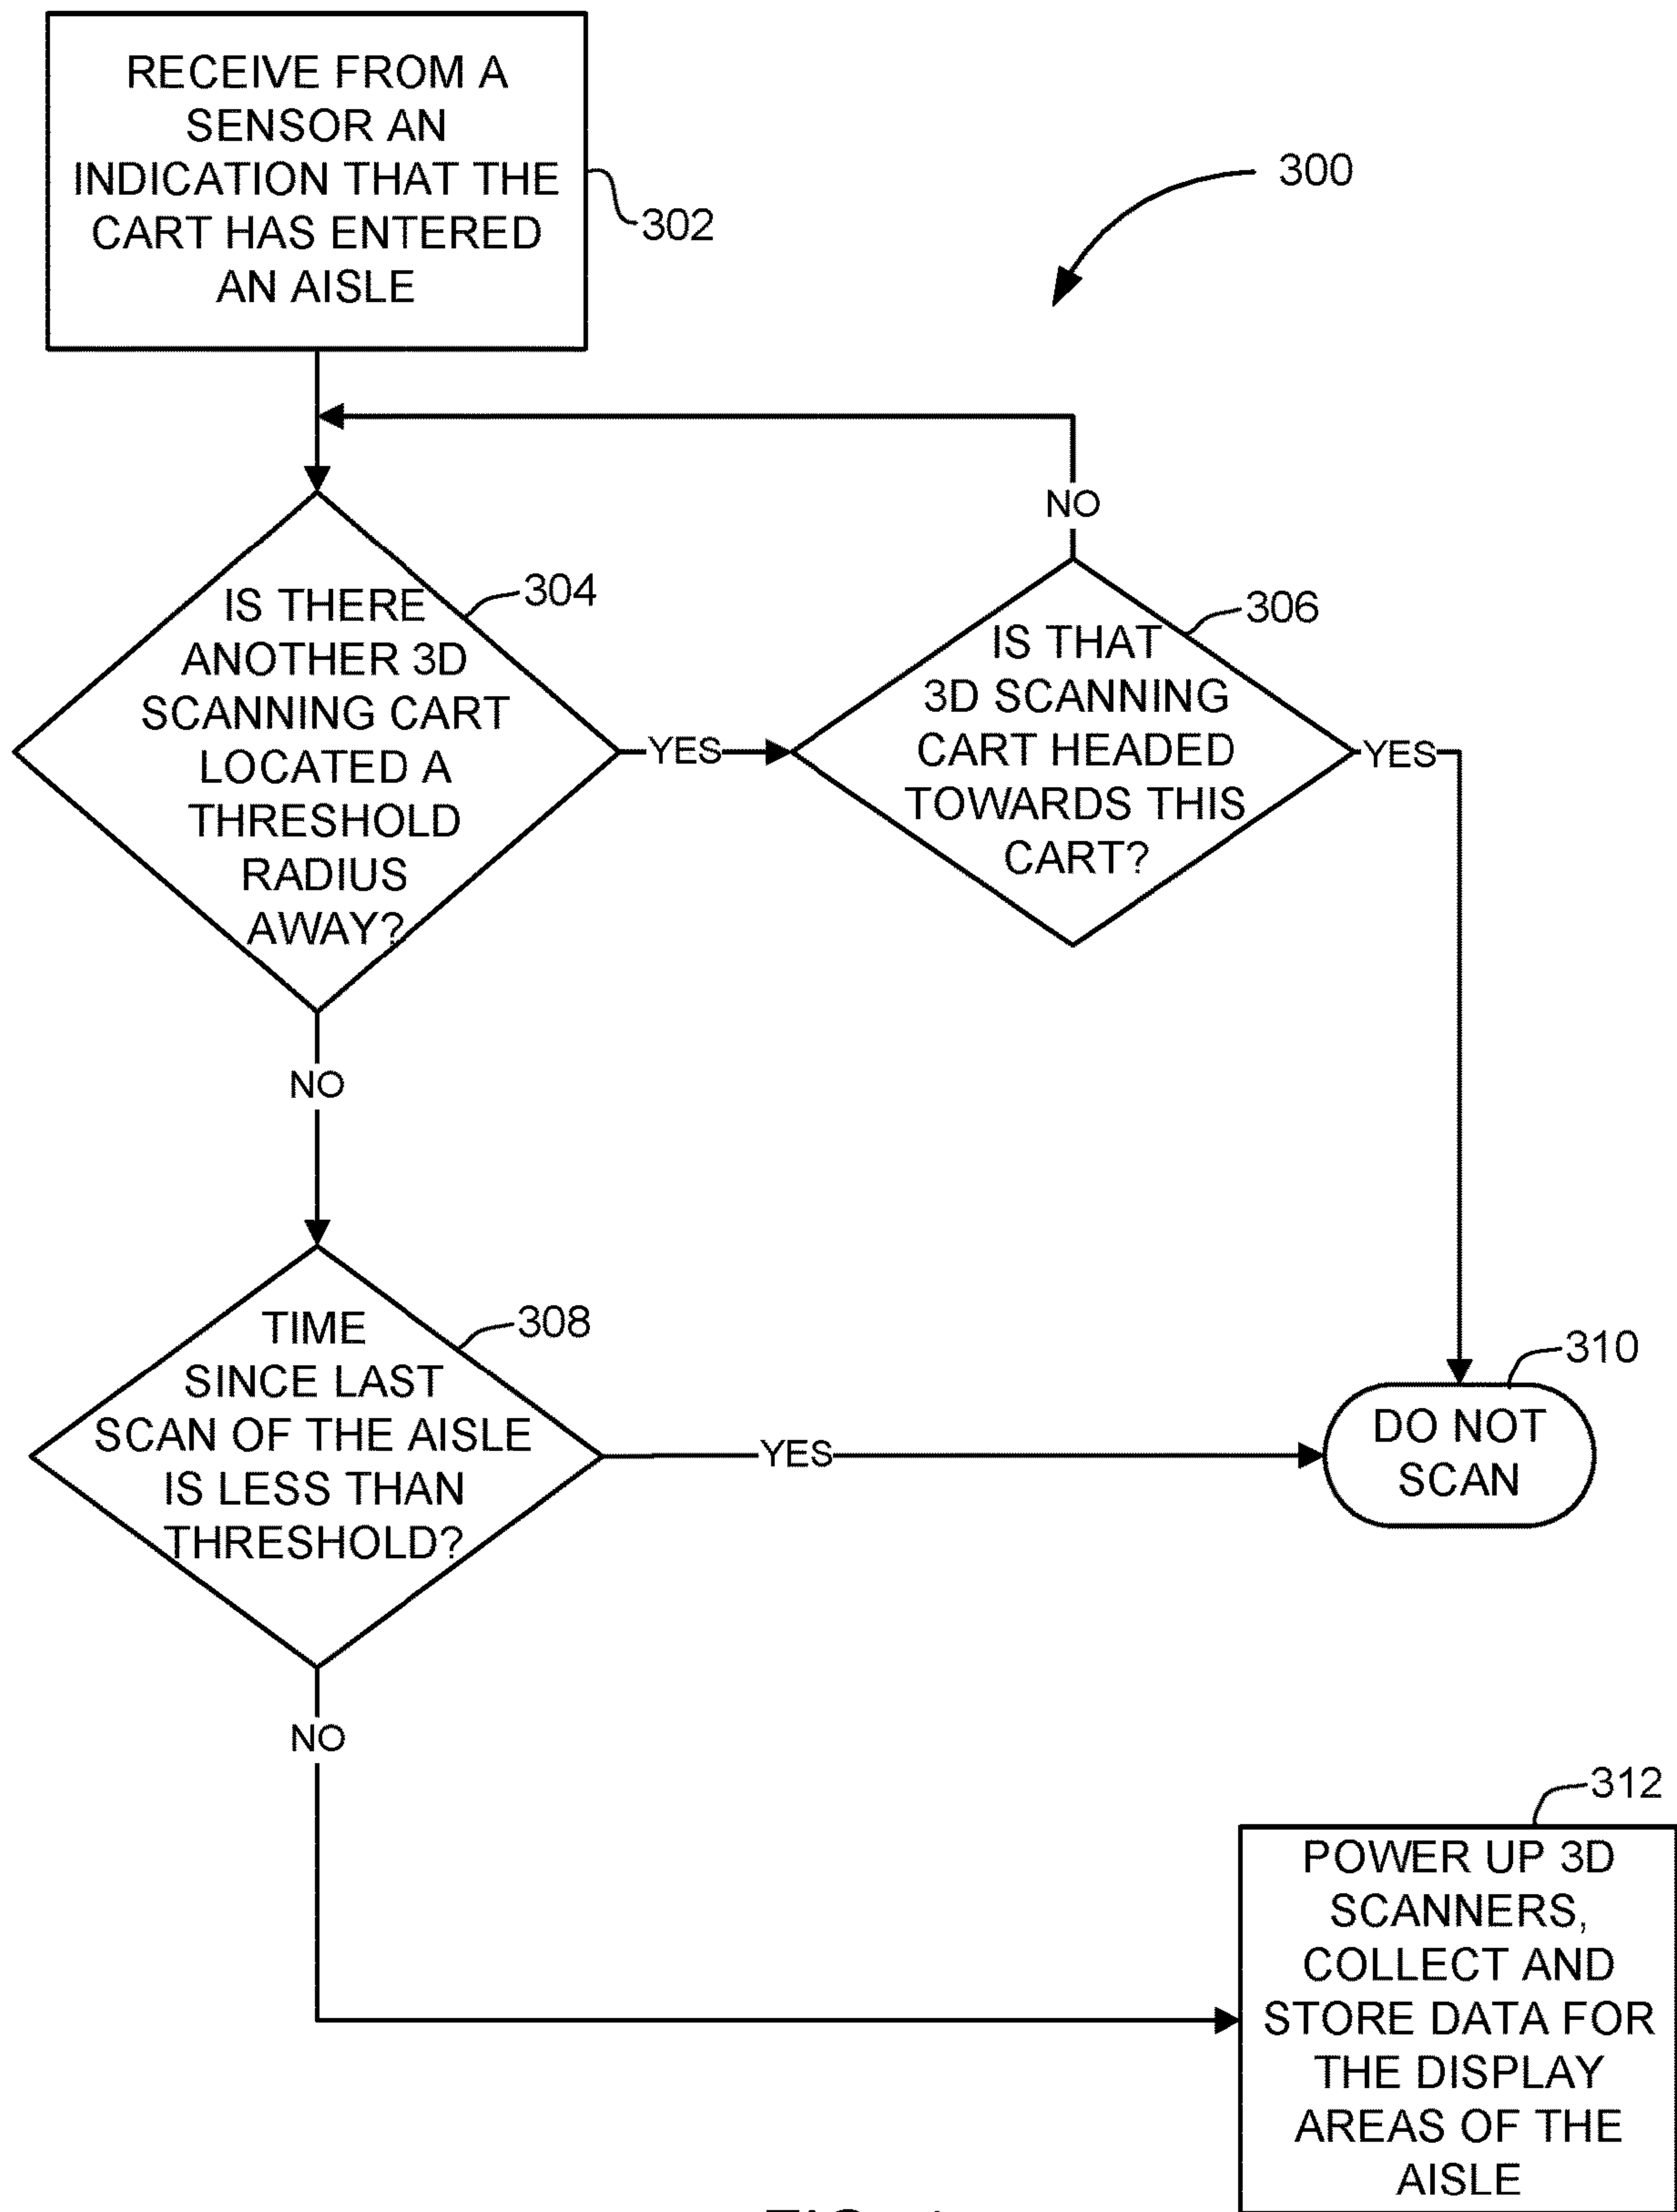 RECEIVE FROM A
SENSOR AN
INDICATION THAT THE
CART HAS ENTERED
AN AISLE
302
300
NO
IS THERE
ANOTHER 3D
SCANNING CART
LOCATED A
THRESHOLD
RADIUS
AWAY?
304
YES
IS THAT
3D SCANNING
CART HEADED
TOWARDS THIS
CART?
306
YES
NO
TIME
SINCE LAST
SCAN OF THE AISLE
IS LESS THAN
THRESHOLD?
308
YES
310
DO NOT
SCAN
NO
312
POWER UP 3D
SCANNERS,
COLLECT AND
STORE DATA FOR
THE DISPLAY
AREAS OF THE
AISLE